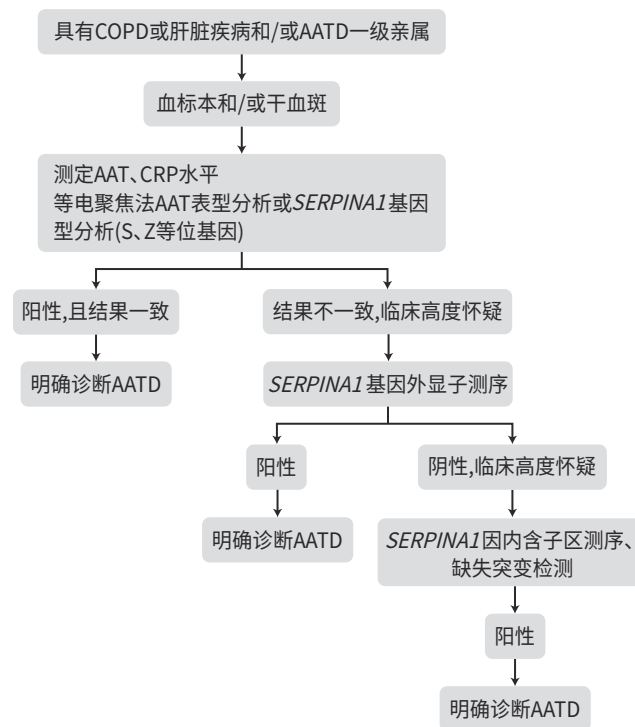 具有COPD或肝脏疾病和/或AATD一级亲属
血标本和/或干血斑
测定AAT、CRP水平
等电聚焦法AAT表型分析或SERPINA1基因
型分析(S、Z等位基因)
阳性,且结果一致
结果不一致,临床高度怀疑
明确诊断AATD
SERPINA1基因外显子测序
阳性
阴性,临床高度怀疑
明确诊断AATD
SERPINA1因内含子区测序、
缺失突变检测
阳性
明确诊断AATD